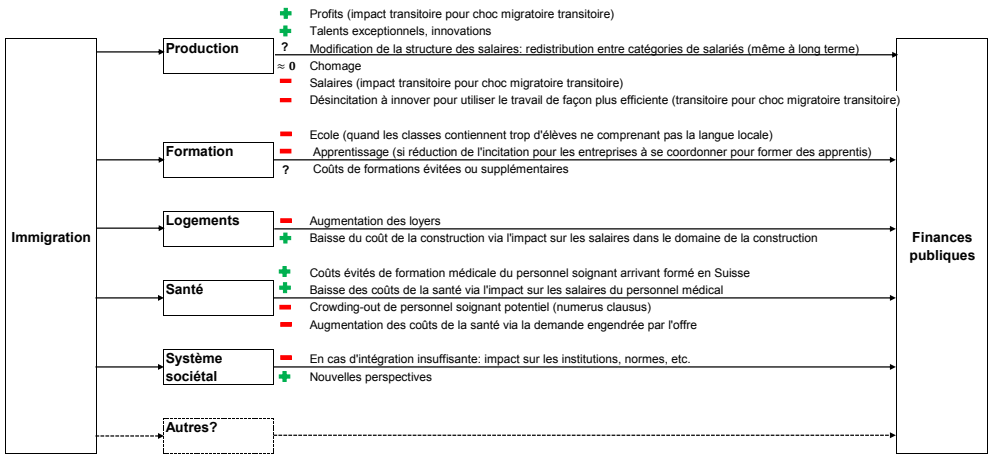 Profits (impact transitoire pour choc migratoire transitoire)
Talents exceptionnels, innovations
Production
? Modification de la structure des salaires: redistribution entre catégories de salariés (même à long terme)
≈ 0 Chomage
Salaires (impact transitoire pour choc migratoire transitoire)
Désincitation à innover pour utiliser le travail de façon plus efficiente (transitoire pour choc migratoire transitoire)
Ecole (quand les classes contiennent trop d'élèves ne comprenant pas la langue locale)
Formation
Apprentissage (si réduction de l'incitation pour les entreprises à se coordonner pour former des apprentis)
? Coûts de formations évitées ou supplémentaires
Logements
Augmentation des loyers
Immigration
Baisse du coût de la construction via l'impact sur les salaires dans le domaine de la construction
Finances
publiques
Coûts évités de formation médicale du personnel soignant arrivant formé en Suisse
Santé
Baisse des coûts de la santé via l'impact sur les salaires du personnel médical
Crowding-out de personnel soignant potentiel (numerus clausus)
Augmentation des coûts de la santé via la demande engendrée par l'offre
Système
sociétal
En cas d'intégration insuffisante: impact sur les institutions, normes, etc.
Nouvelles perspectives
Autres?